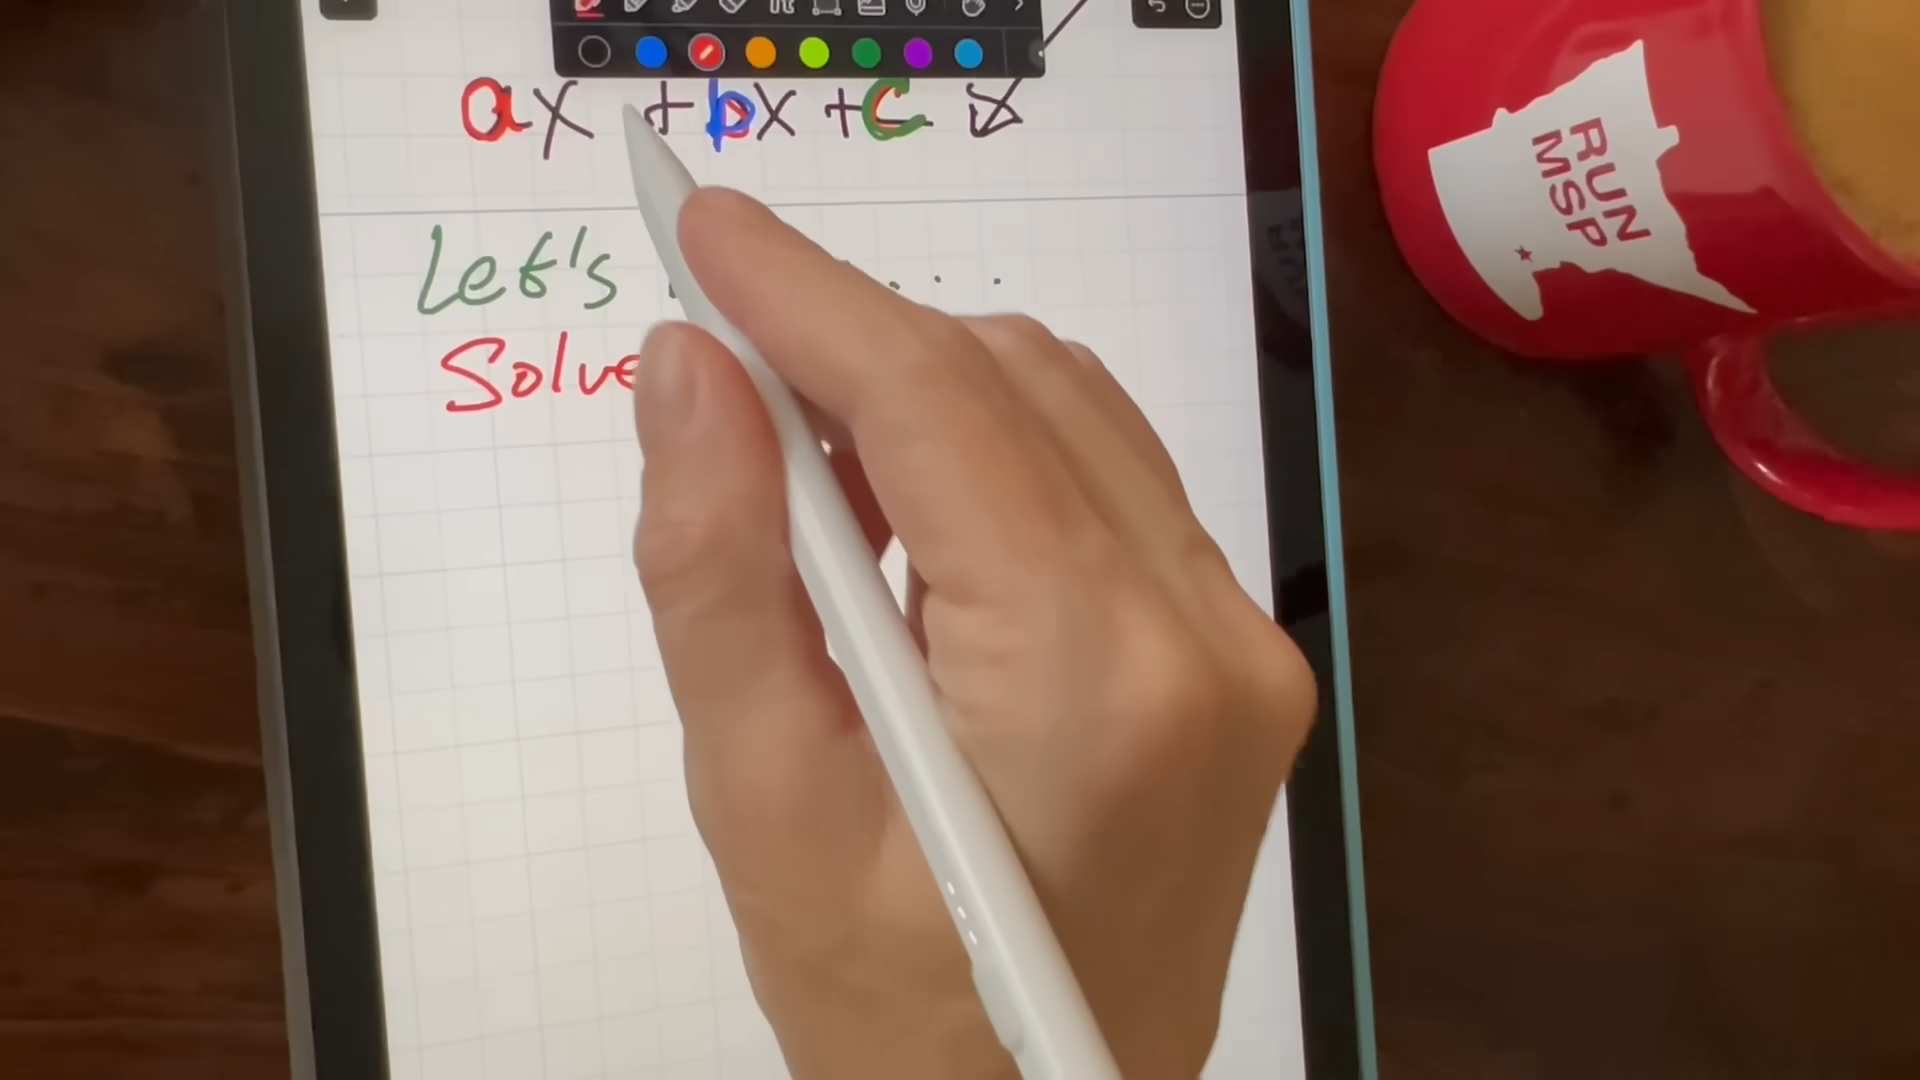 ax + bx + c
Let's
Solve
RUN
MSP